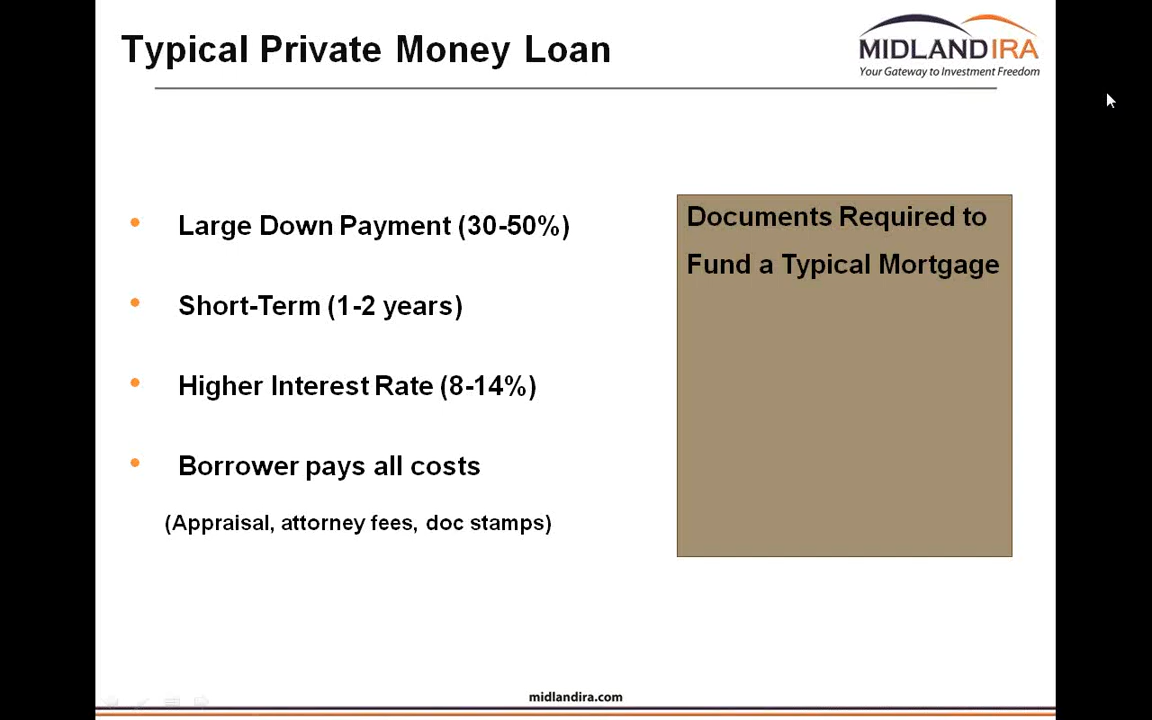 Typical Private Money Loan
MIDLANDIRA
Your Gateway to Investment Freedom
• Large Down Payment (30-50%)
• Short-Term (1-2 years)
• Higher Interest Rate (8-14%)
• Borrower pays all costs
(Appraisal, attorney fees, doc stamps)
Documents Required to
Fund a Typical Mortgage
midlandira.com